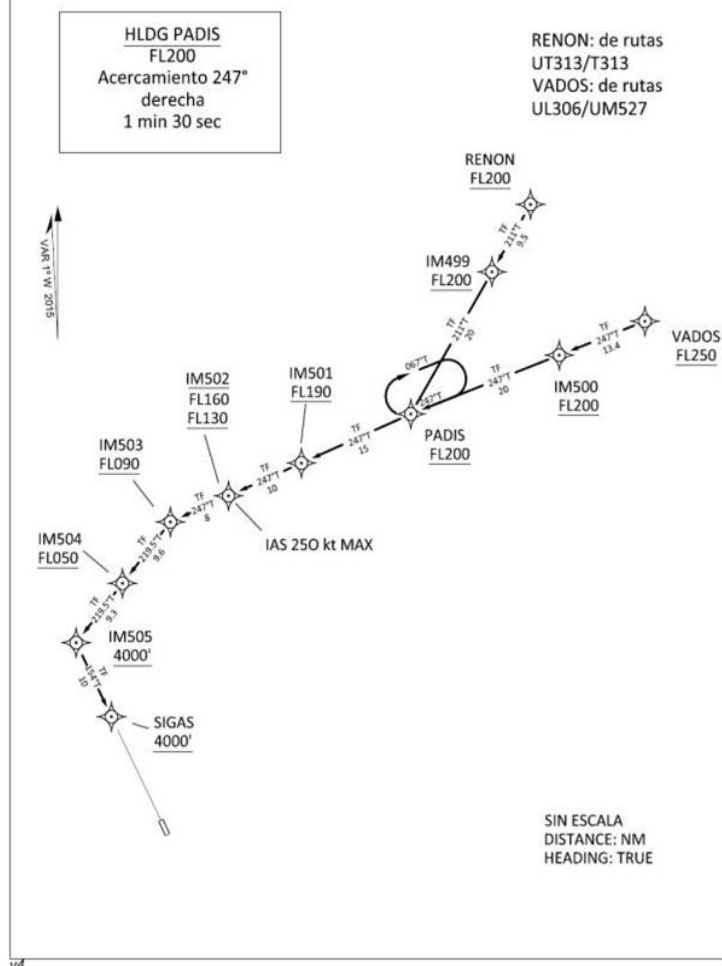 HLDG PADIS
FL200
Acercamiento 247°
derecha
1 min 30 sec
RENON: de rutas
UT313/T313
VADOS: de rutas
UL306/UM527
RENON
FL200
VAR 1° W 2015
TF
211°T
9.5
IM499
FL200
TF
211°T
20
VADOS
FL250
TF
247°T
13.4
IM500
FL200
TF
247°T
20
067°T
247°T
PADIS
FL200
IM501
FL190
TF
247°T
15
IM502
FL160
FL130
TF
247°T
10
IAS 25O kt MAX
IM503
FL090
TF
247°T
8
IM504
FL050
TF
219.5°T
9.6
TF
219.5°T
9.3
IM505
4000'
TF
154°T
10
SIGAS
4000'
SIN ESCALA
DISTANCE: NM
HEADING: TRUE
v4